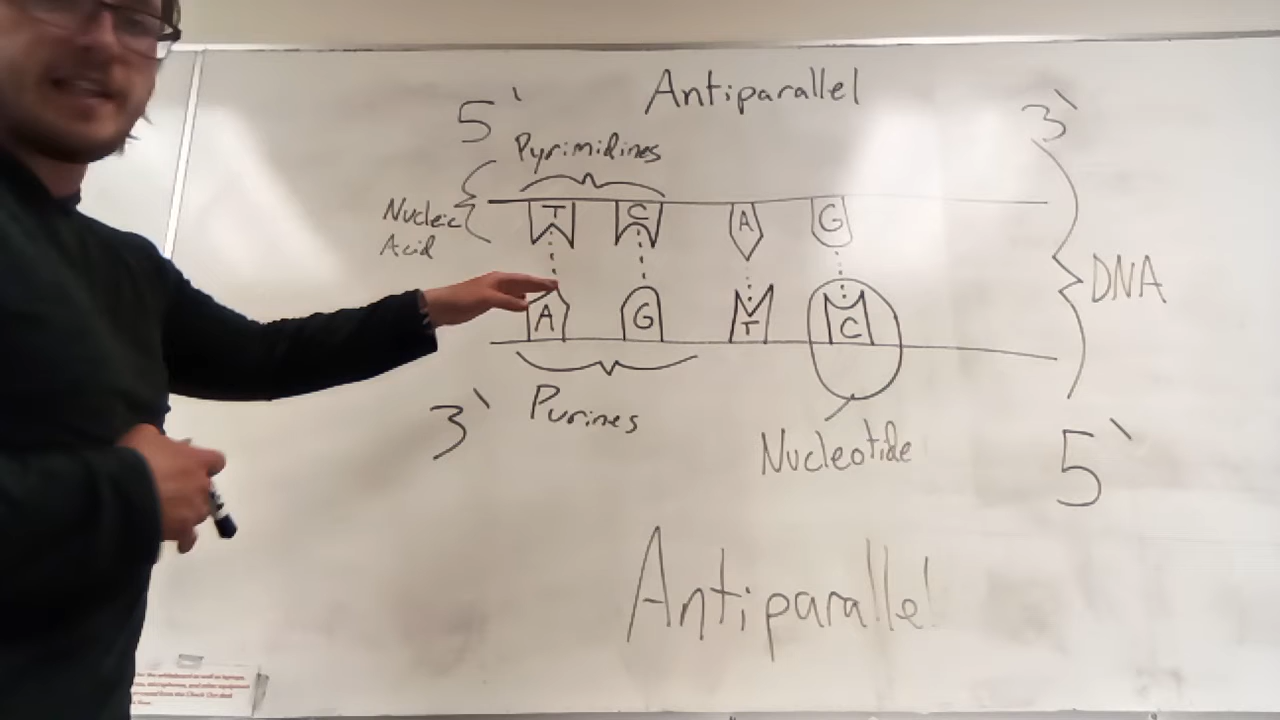 Antiparallel
5` 3`
Pyrimidines
Nucleic
Acid
T C A G
DNA
A G T C
3` Purines
Nucleotide
5`
Antiparallel